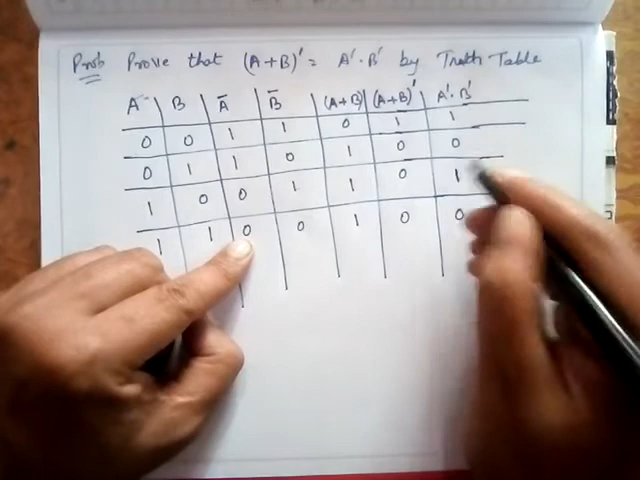 Prob Prove that (A+B)' = A'·B' by Truth Table
A B Ā B̄ (A+B) (A+B)' A'·B'
0 0 1 1 0 1 1
0 1 1 0 1 0 0
1 0 0 1 1 0 1
1 1 0 0 1 0 0